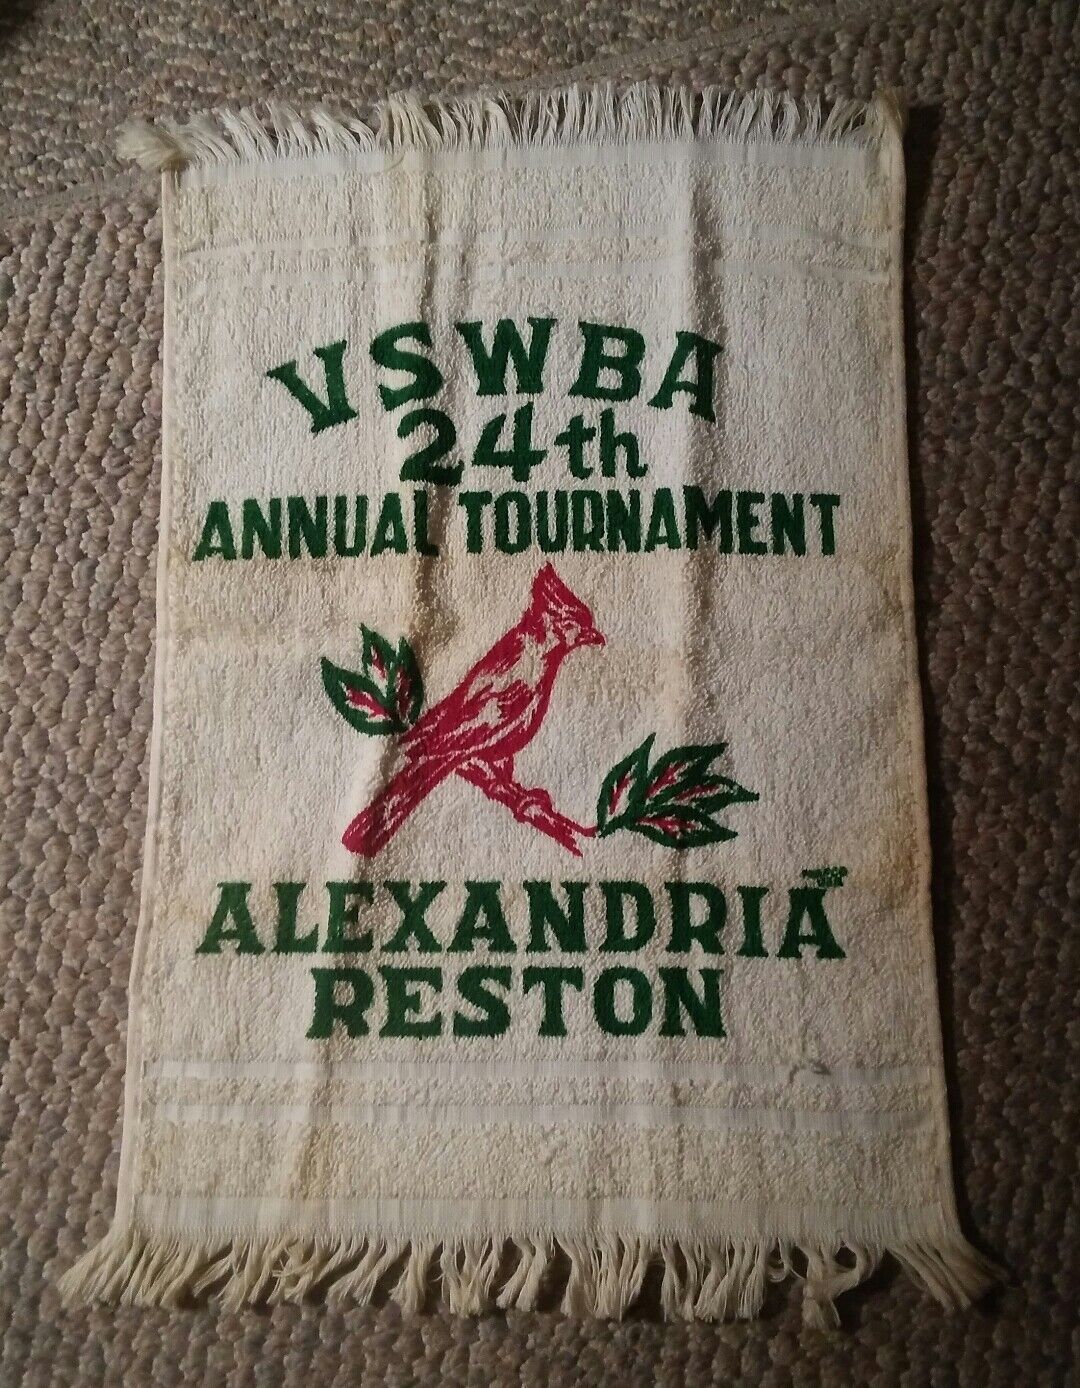 VSWBA
24th
ANNUAL TOURNAMENT
ALEXANDRIA
RESTON